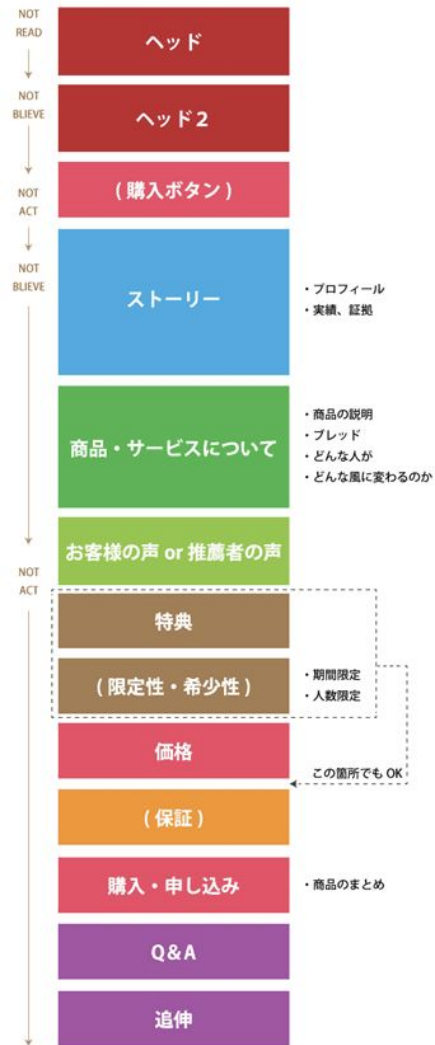 NOT
READ
ヘッド
NOT
BLIEVE
ヘッド2
NOT
ACT
( 購入ボタン )
NOT
BLIEVE
ストーリー
・プロフィール
・実績、証拠
商品・サービスについて
・商品の説明
・ブレッド
・どんな人が
・どんな風に変わるのか
お客様の声 or 推薦者の声
NOT
ACT
特典
( 限定性・希少性 )
・期間限定
・人数限定
価格
この箇所でも OK
( 保証 )
購入・申し込み
・商品のまとめ
Q&A
追伸